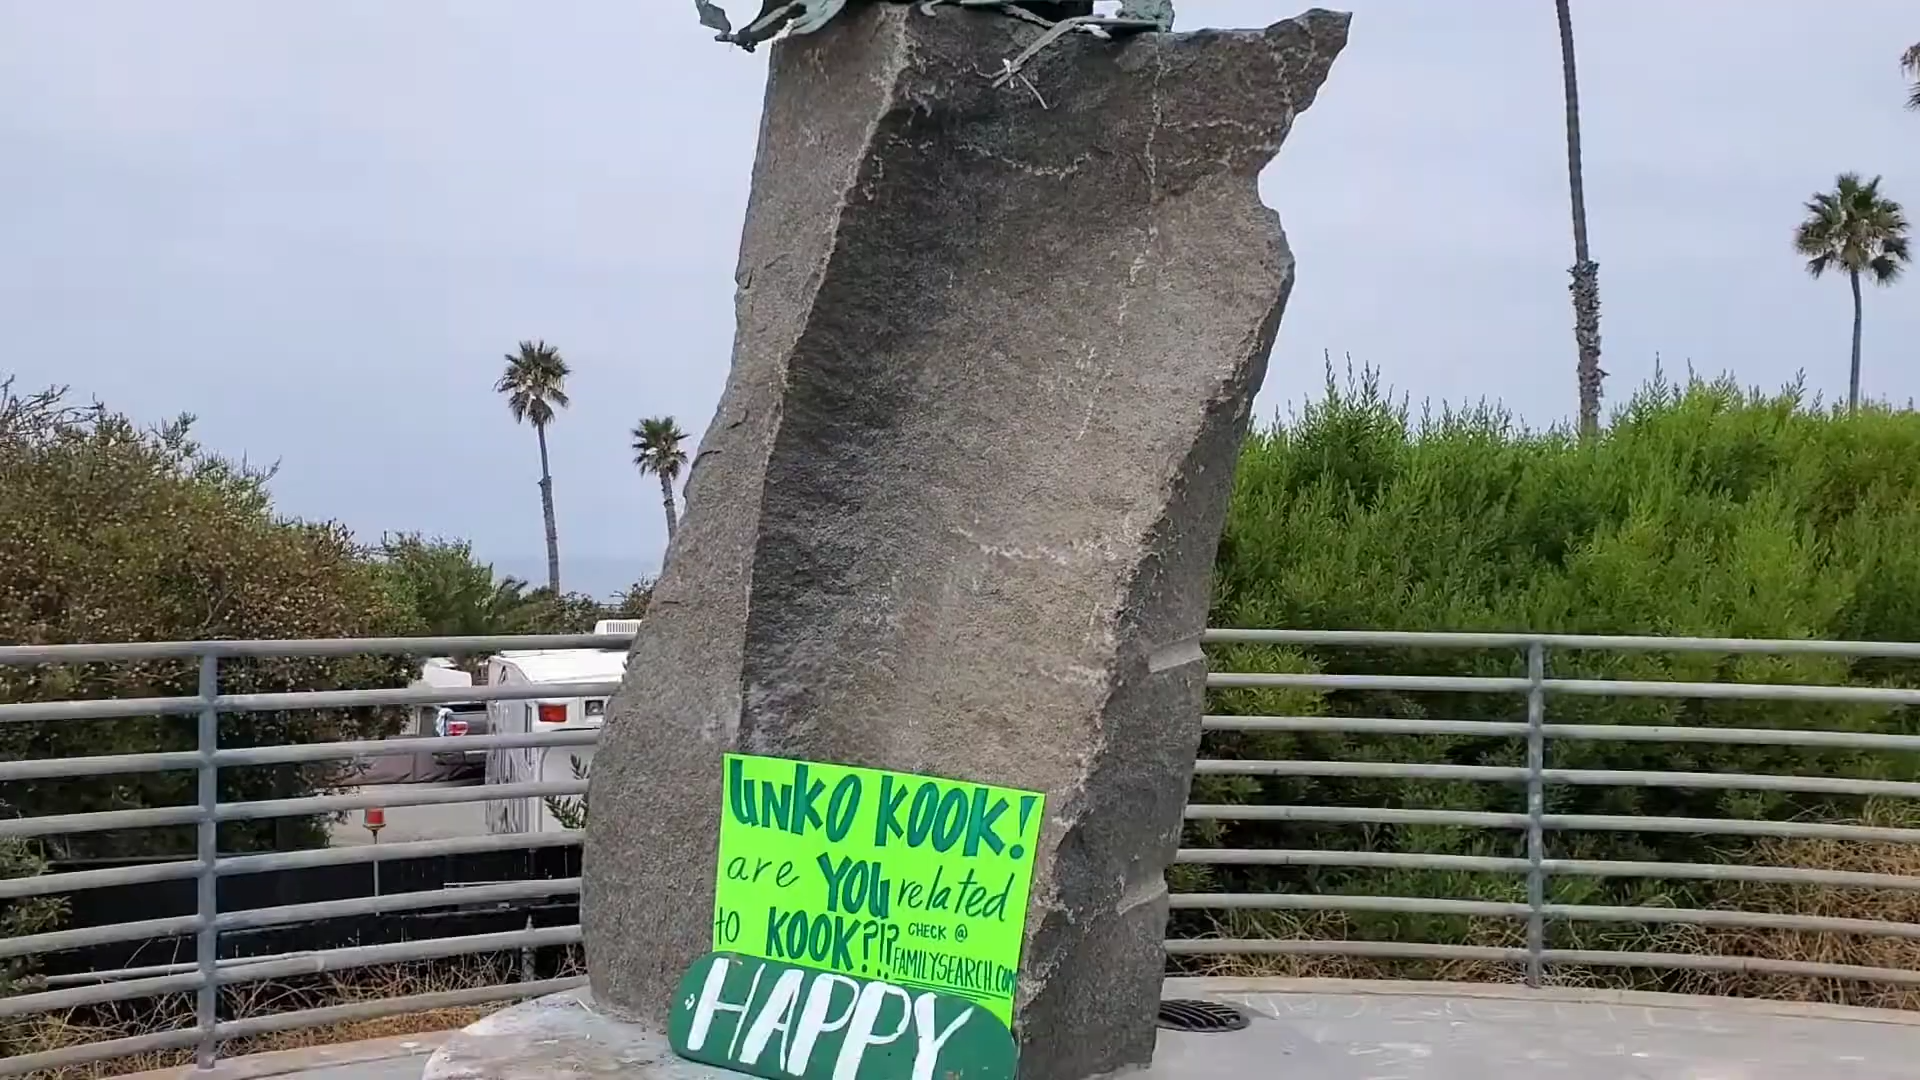 UNKO KOOK!
are YOU related
to KOOK?!? CHECK @
FAMILYSEARCH.COM
HAPPY